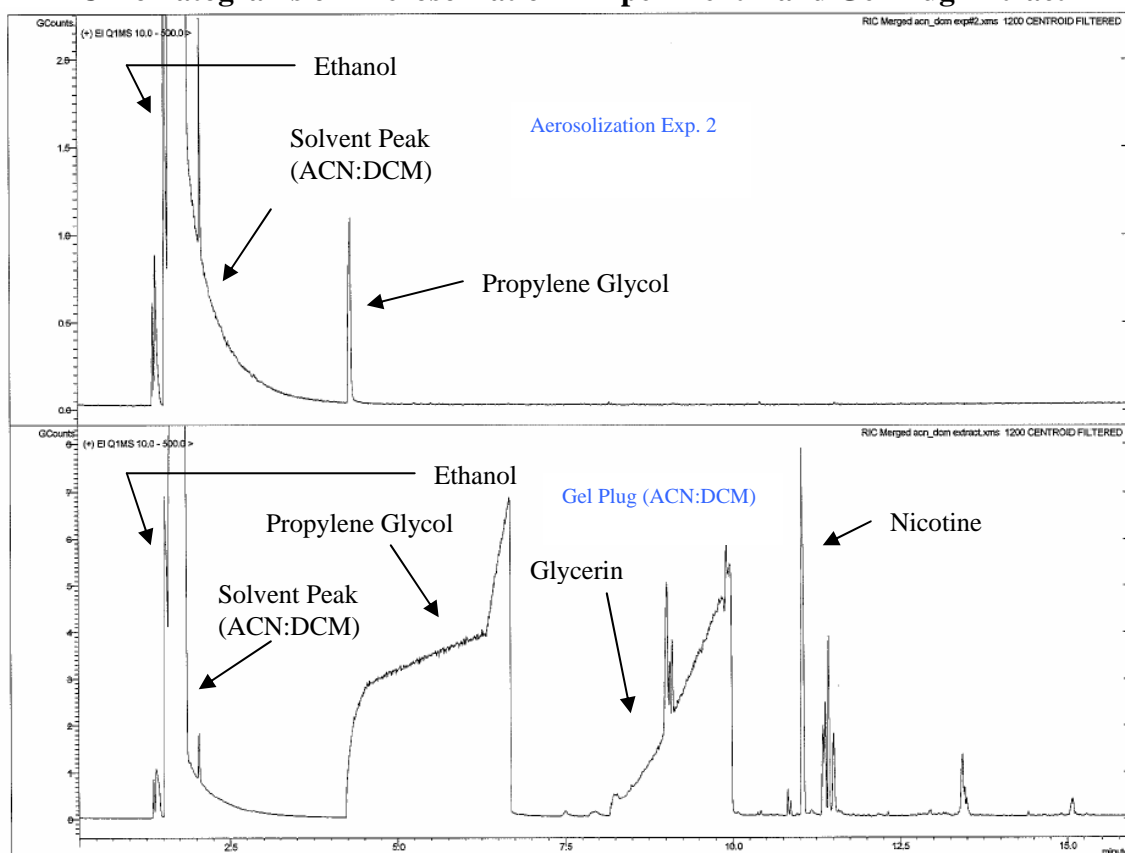 GCounts
(+) EI Q1MS 10.0 - 500.0 >
RIC Merged acn_dcm exp#2.xms 1200 CENTROID FILTERED
2.0
1.5
1.0
0.5
0.0
Ethanol
Solvent Peak
(ACN:DCM)
Aerosolization Exp. 2
Propylene Glycol
GCounts
(+) EI Q1MS 10.0 - 500.0 >
RIC Merged acn_dcm extract.xms 1200 CENTROID FILTERED
8
7
6
5
4
3
2
1
0
Ethanol
Gel Plug (ACN:DCM)
Propylene Glycol
Nicotine
Glycerin
Solvent Peak
(ACN:DCM)
2.5
5.0
7.5
10.0
12.5
15.0